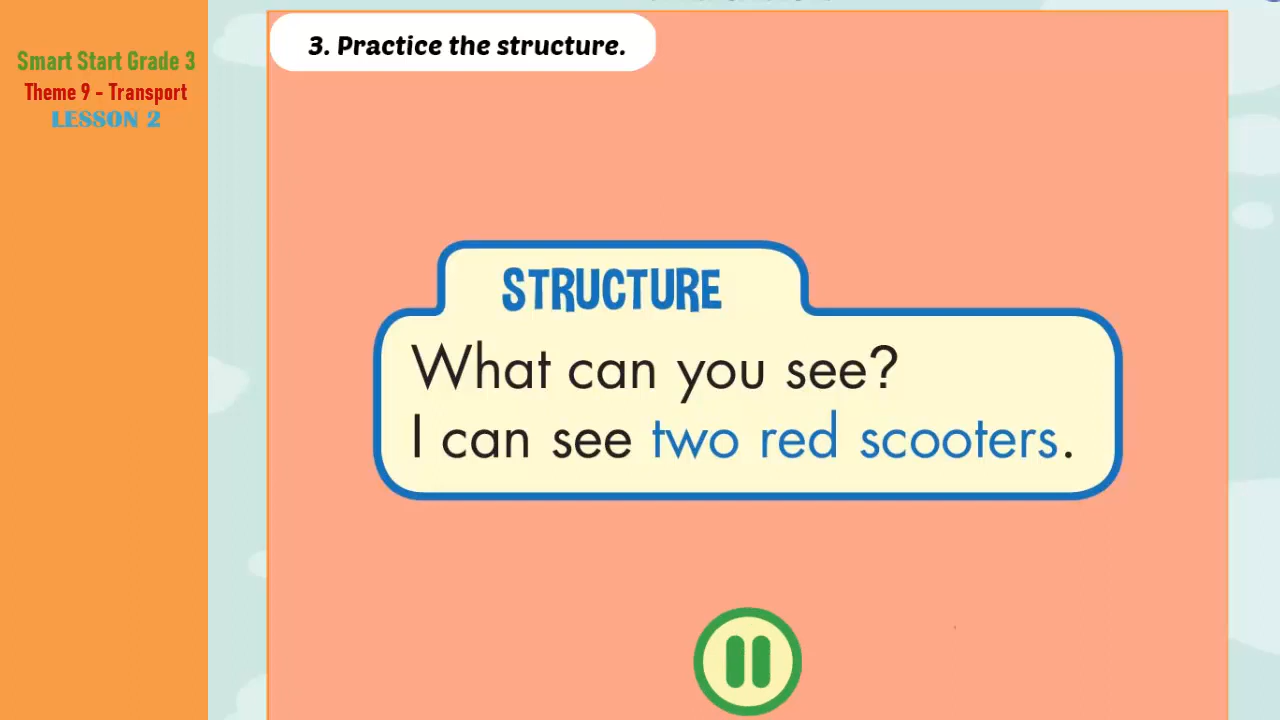 Smart Start Grade 3
Theme 9 - Transport
LESSON 2
3. Practice the structure.
STRUCTURE
What can you see?
I can see two red scooters.